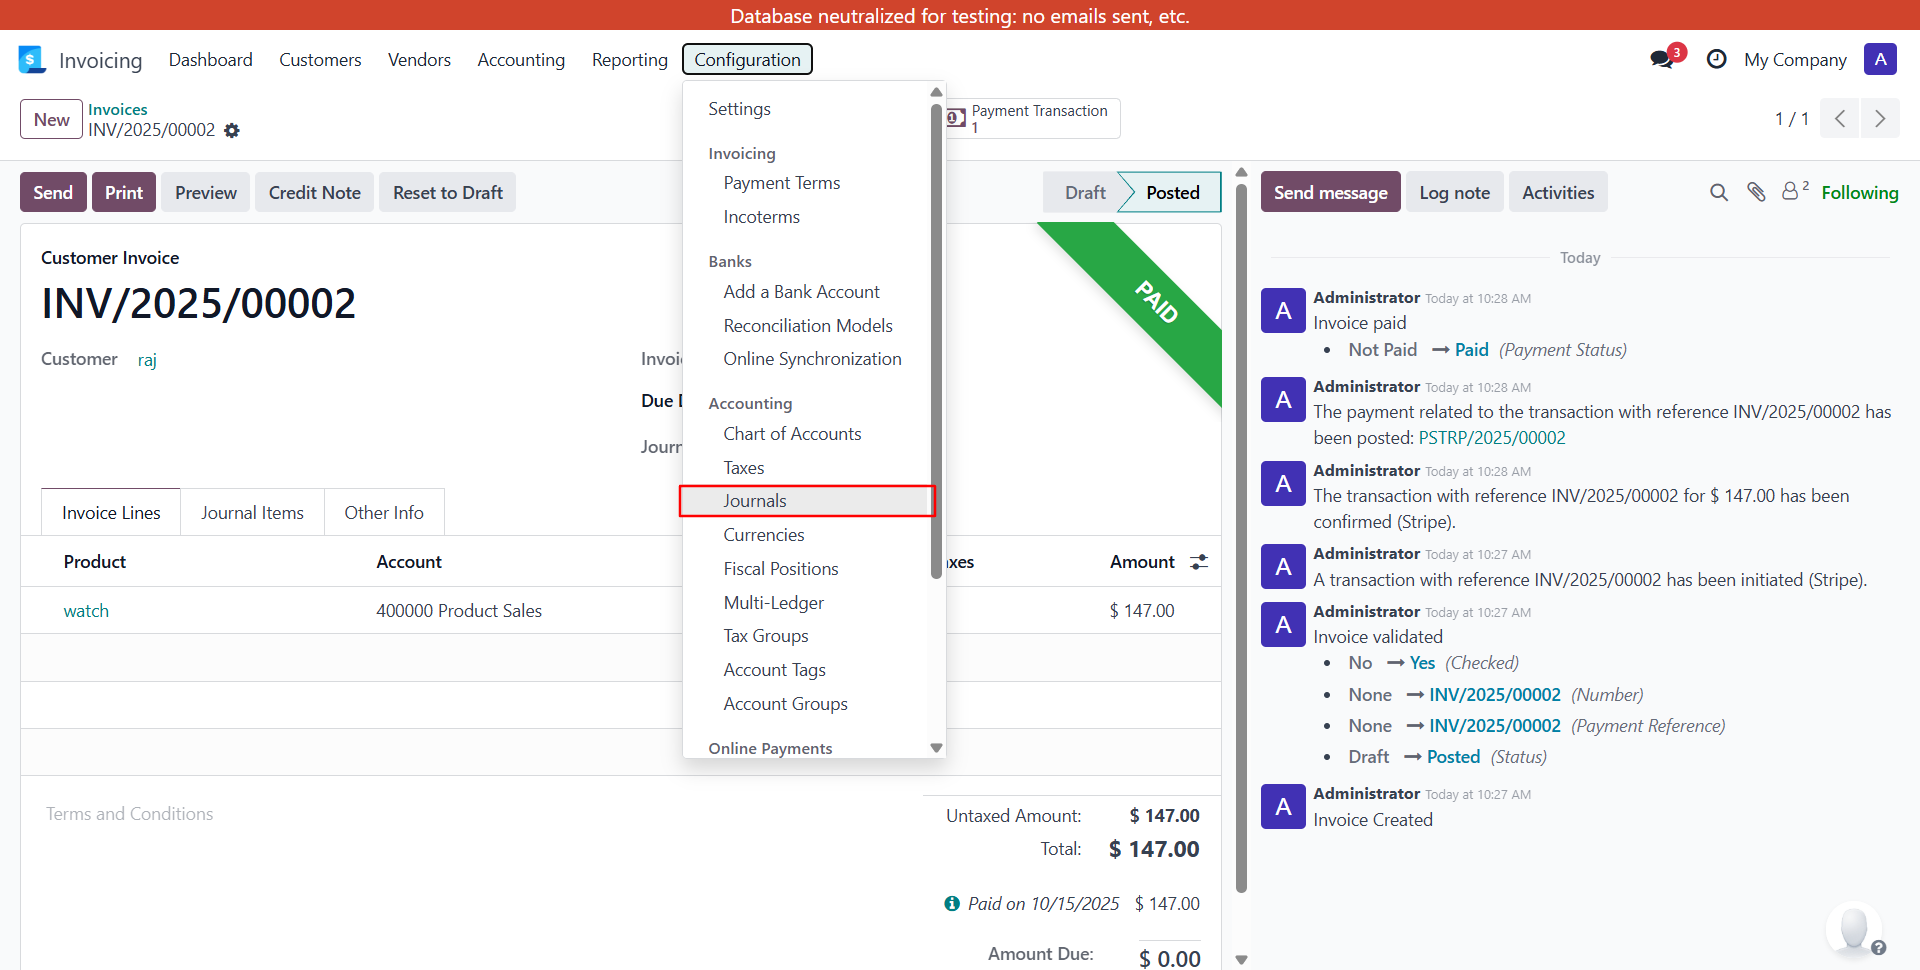 Database neutralized for testing: no emails sent, etc.
Invoicing Dashboard Customers Vendors Accounting Reporting Configuration 3 My Company A
New Invoices
INV/2025/00002
Payment Transaction
1
1 / 1
Settings
Invoicing
Payment Terms
Incoterms
Banks
Add a Bank Account
Reconciliation Models
Online Synchronization
Accounting
Chart of Accounts
Taxes
Journals
Currencies
Fiscal Positions
Multi-Ledger
Tax Groups
Account Tags
Account Groups
Online Payments
Send Print Preview Credit Note Reset to Draft Draft Posted
Customer Invoice
INV/2025/00002
Customer raj
Invoi
Due D
Journ
PAID
Invoice Lines Journal Items Other Info
Product Account xes Amount
watch 400000 Product Sales $ 147.00
Terms and Conditions
Untaxed Amount: $ 147.00
Total: $ 147.00
Paid on 10/15/2025 $ 147.00
Amount Due: $ 0.00
Send message Log note Activities 2 Following
Today
A Administrator Today at 10:28 AM
Invoice paid
• Not Paid → Paid (Payment Status)
A Administrator Today at 10:28 AM
The payment related to the transaction with reference INV/2025/00002 has
been posted: PSTRP/2025/00002
A Administrator Today at 10:28 AM
The transaction with reference INV/2025/00002 for $ 147.00 has been
confirmed (Stripe).
A Administrator Today at 10:27 AM
A transaction with reference INV/2025/00002 has been initiated (Stripe).
A Administrator Today at 10:27 AM
Invoice validated
• No → Yes (Checked)
• None → INV/2025/00002 (Number)
• None → INV/2025/00002 (Payment Reference)
• Draft → Posted (Status)
A Administrator Today at 10:27 AM
Invoice Created